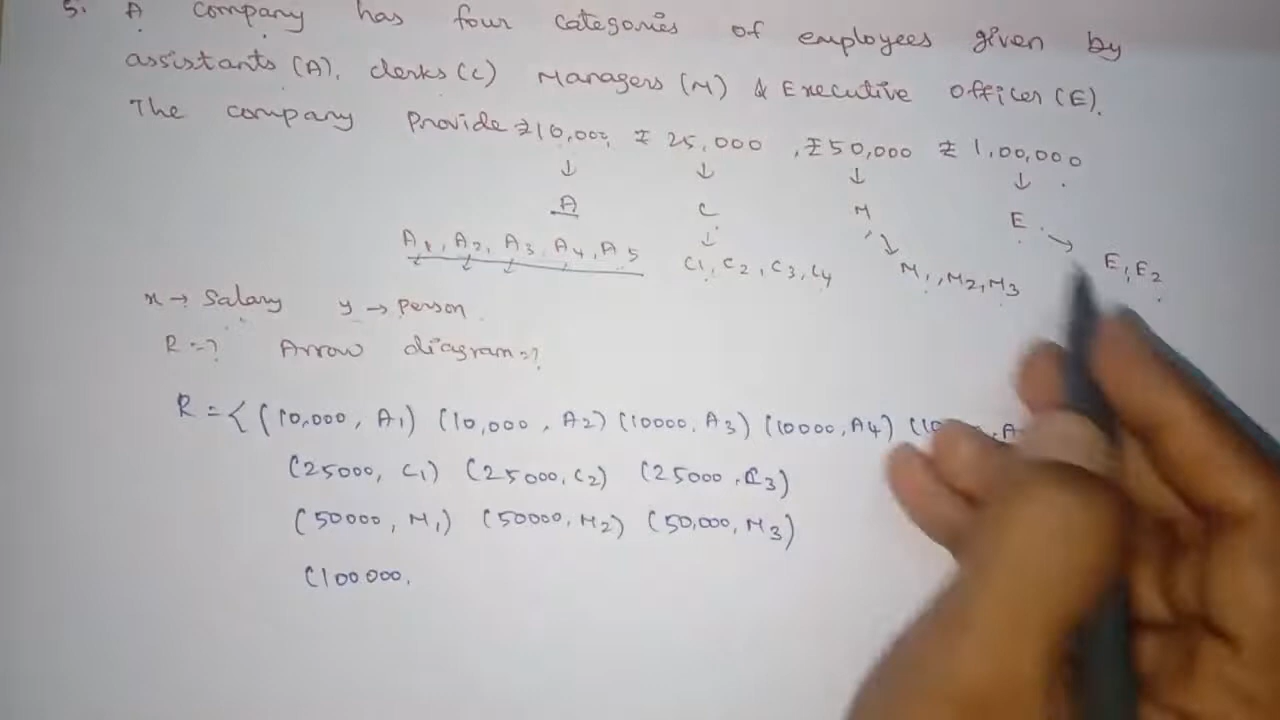 5. A company has four categories of employees given by
assistants (A), clerks (C) Managers (M) & Executive officer (E).
The company Provide ₹10,000, ₹ 25,000, ₹50,000 ₹ 1,00,000
↓ ↓ ↓ ↓
A C M E
A1, A2, A3, A4, A5 C1, C2, C3, C4 M1, M2, M3 E1 E2
x → Salary y → person
R = ? Arrow diagram = ?
R = { (10,000, A1) (10,000, A2) (10000, A3) (10000, A4)
(25000, C1) (25000, C2) (25000, C3)
(50000, M1) (50000, M2) (50,000, M3)
(100000,